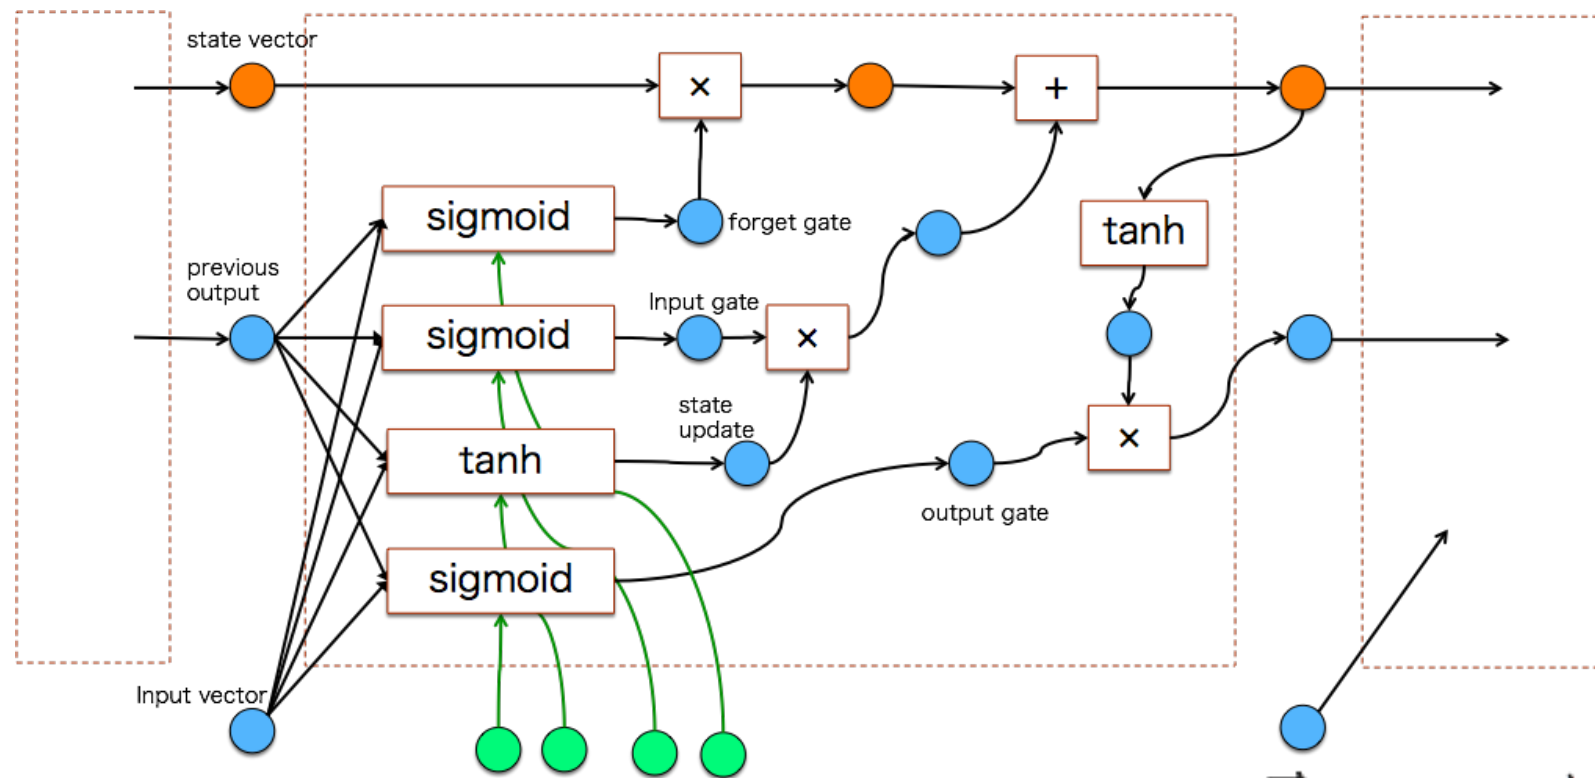 state vector
×
+
sigmoid
forget gate
tanh
previous
output
Input gate
sigmoid
×
state
update
×
tanh
output gate
sigmoid
Input vector